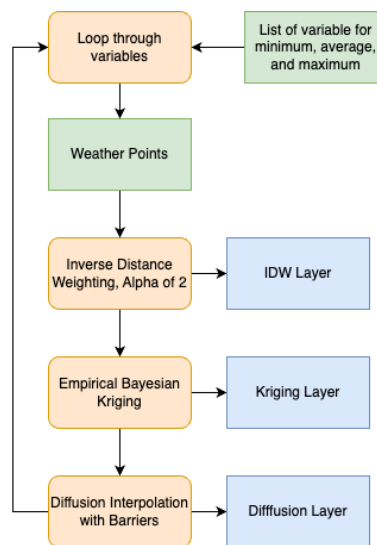 Loop through
variables
List of variable for
minimum, average,
and maximum
Weather Points
Inverse Distance
Weighting, Alpha of 2
IDW Layer
Empirical Bayesian
Kriging
Kriging Layer
Diffusion Interpolation
with Barriers
Difffusion Layer